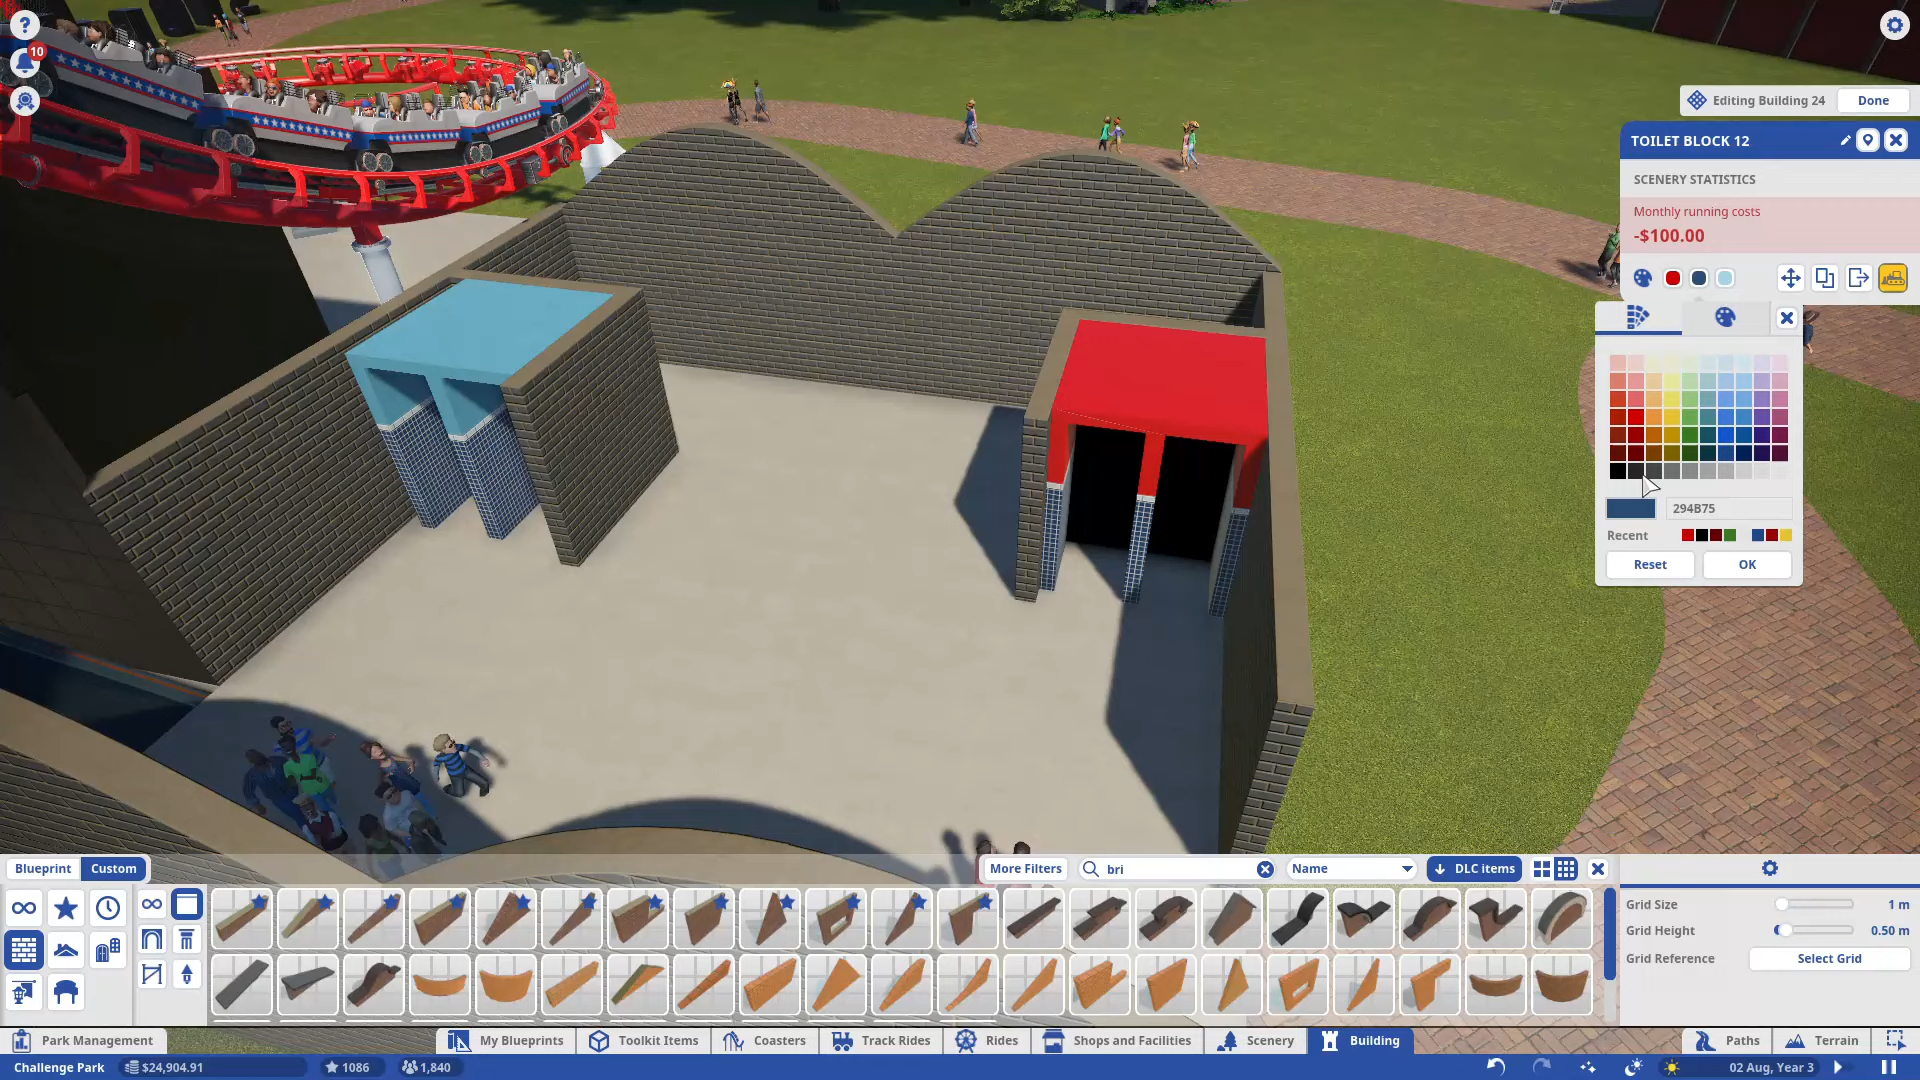 ?
10
Editing Building 24
Done
TOILET BLOCK 12
SCENERY STATISTICS
Monthly running costs
-$100.00
294B75
Recent
Reset
OK
Blueprint
Custom
More Filters
bri
Name
DLC items
Grid Size
1 m
Grid Height
0.50 m
Grid Reference
Select Grid
Park Management
My Blueprints
Toolkit Items
Coasters
Track Rides
Rides
Shops and Facilities
Scenery
Building
Paths
Terrain
Challenge Park
$24,904.91
1086
1,840
02 Aug, Year 3